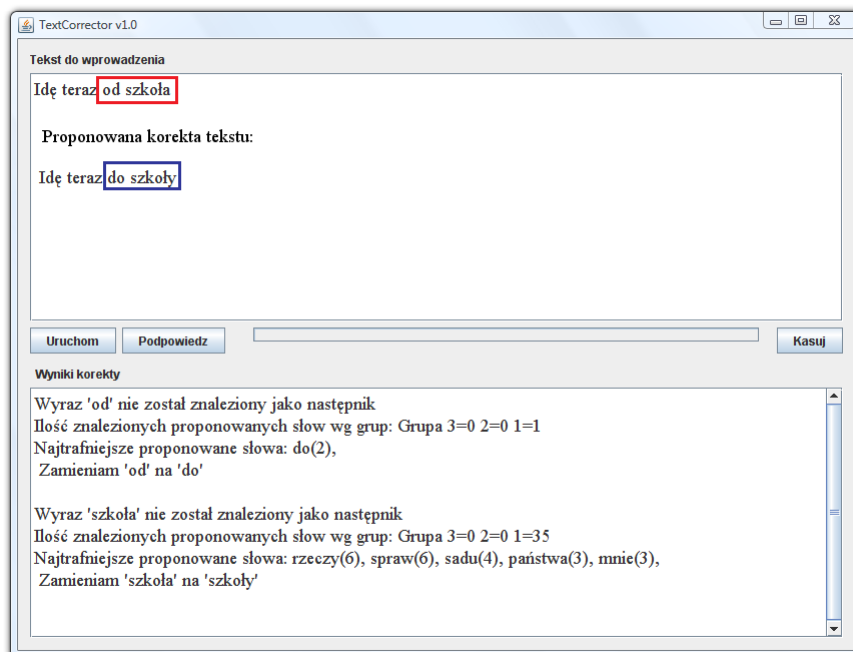 TextCorrector v1.0
Tekst do wprowadzenia
Idę teraz od szkoła
Proponowana korekta tekstu:
Idę teraz do szkoły
Uruchom Podpowiedz Kasuj
Wyniki korekty
Wyraz 'od' nie został znaleziony jako następnik
Ilość znalezionych proponowanych słow wg grup: Grupa 3=0 2=0 1=1
Najtrafniejsze proponowane słowa: do(2),
Zamieniam 'od' na 'do'
Wyraz 'szkoła' nie został znaleziony jako następnik
Ilość znalezionych proponowanych słow wg grup: Grupa 3=0 2=0 1=35
Najtrafniejsze proponowane słowa: rzeczy(6), spraw(6), sadu(4), państwa(3), mnie(3),
Zamieniam 'szkoła' na 'szkoły'